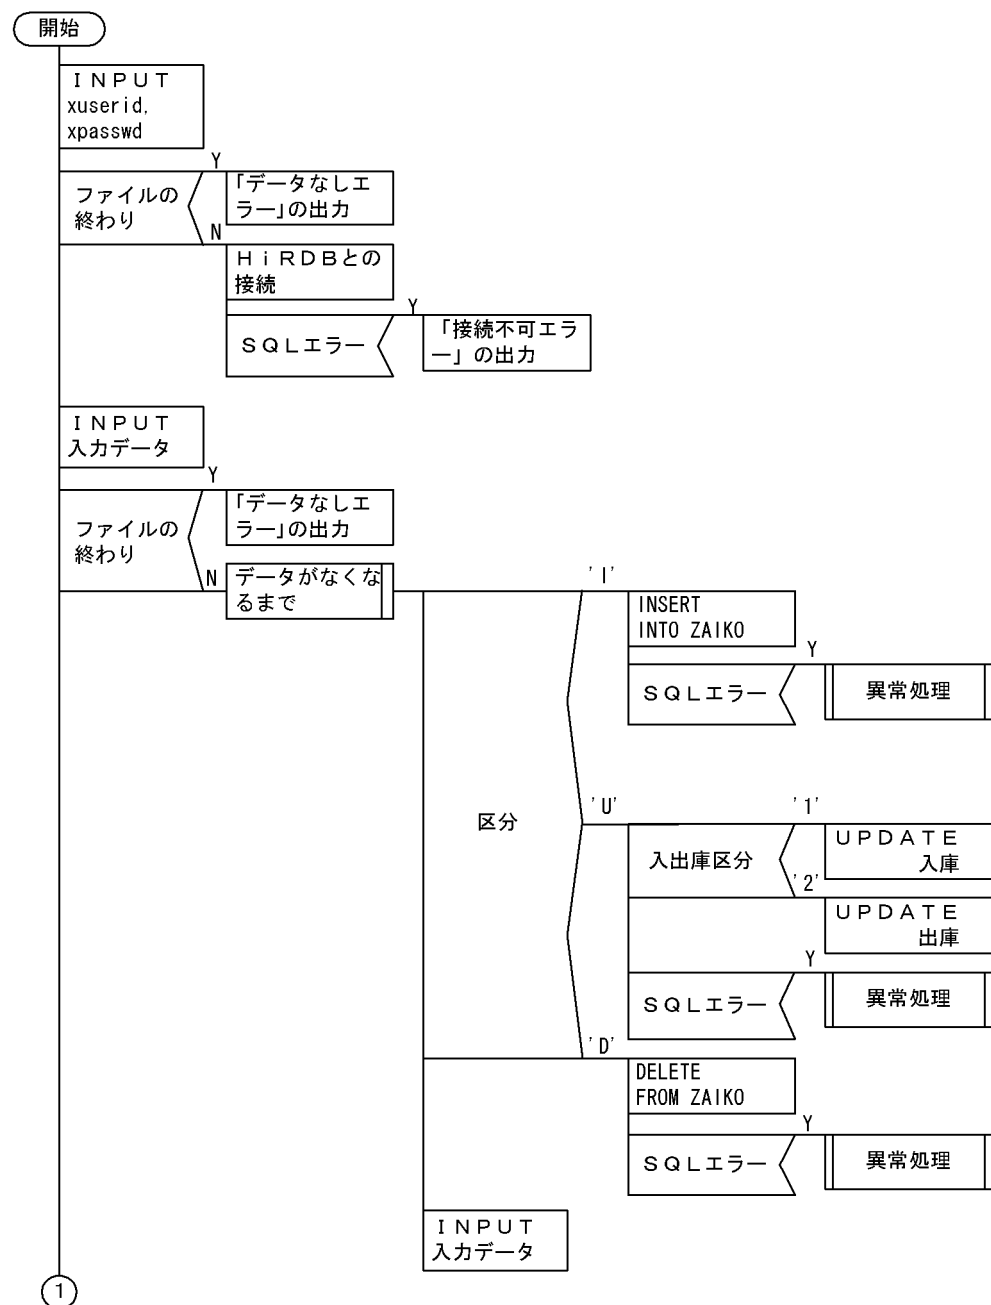 開始
ＩＮＰＵＴ
xuserid,
xpasswd
Y
ファイルの
終わり
「データなしエ
ラー」の出力
N
ＨｉＲＤＢとの
接続
Y
ＳＱＬエラー
「接続不可エラ
ー」の出力
ＩＮＰＵＴ
入力データ
Y
ファイルの
終わり
「データなしエ
ラー」の出力
N
データがなくな
るまで
区分
'I'
INSERT
INTO ZAIKO
Y
ＳＱＬエラー
異常処理
'U'
入出庫区分
'1'
ＵＰＤＡＴＥ
入庫
'2'
ＵＰＤＡＴＥ
出庫
Y
ＳＱＬエラー
異常処理
'D'
DELETE
FROM ZAIKO
Y
ＳＱＬエラー
異常処理
ＩＮＰＵＴ
入力データ
1